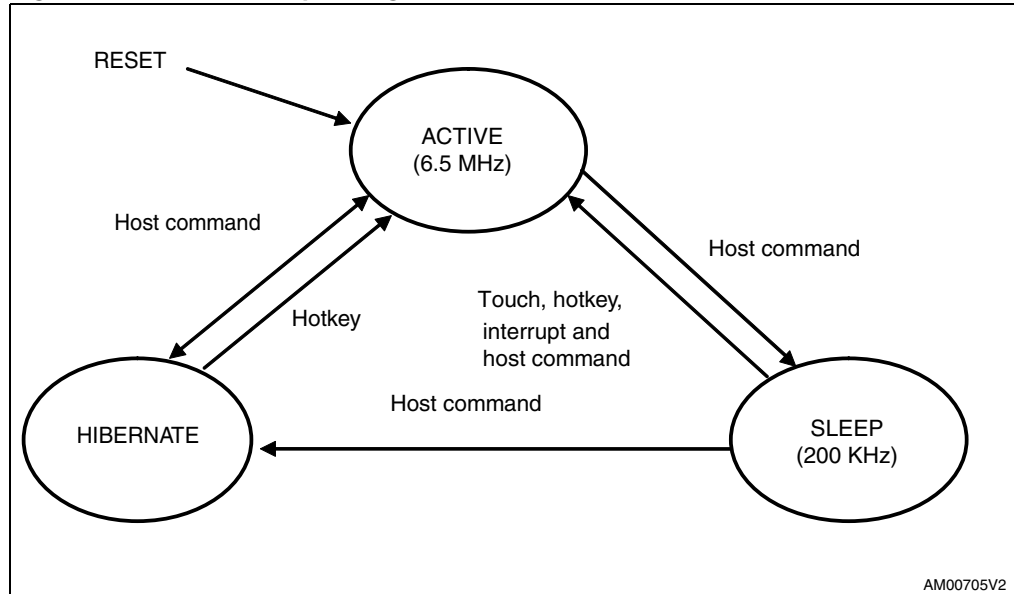 RESET
ACTIVE
(6.5 MHz)
Host command
Host command
Hotkey
Touch, hotkey,
interrupt and
host command
Host command
HIBERNATE
SLEEP
(200 KHz)
AM00705V2